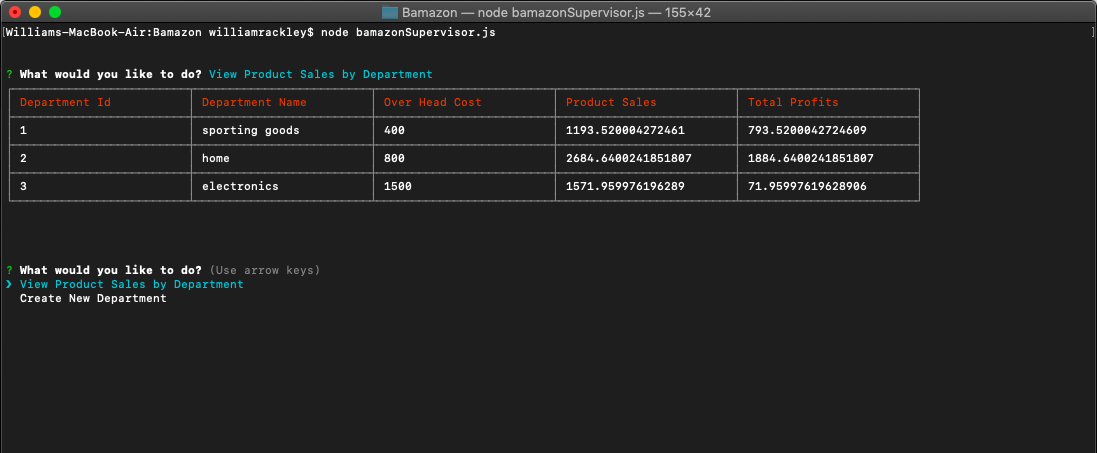 Bamazon — node bamazonSupervisor.js — 155×42
[Williams-MacBook-Air:Bamazon williamrackley$ node bamazonSupervisor.js ]
? What would you like to do? View Product Sales by Department
Department Id Department Name Over Head Cost Product Sales Total Profits
1 sporting goods 400 1193.520004272461 793.5200042724609
2 home 800 2684.6400241851807 1884.6400241851807
3 electronics 1500 1571.959976196289 71.95997619628906
? What would you like to do? (Use arrow keys)
❯ View Product Sales by Department
Create New Department